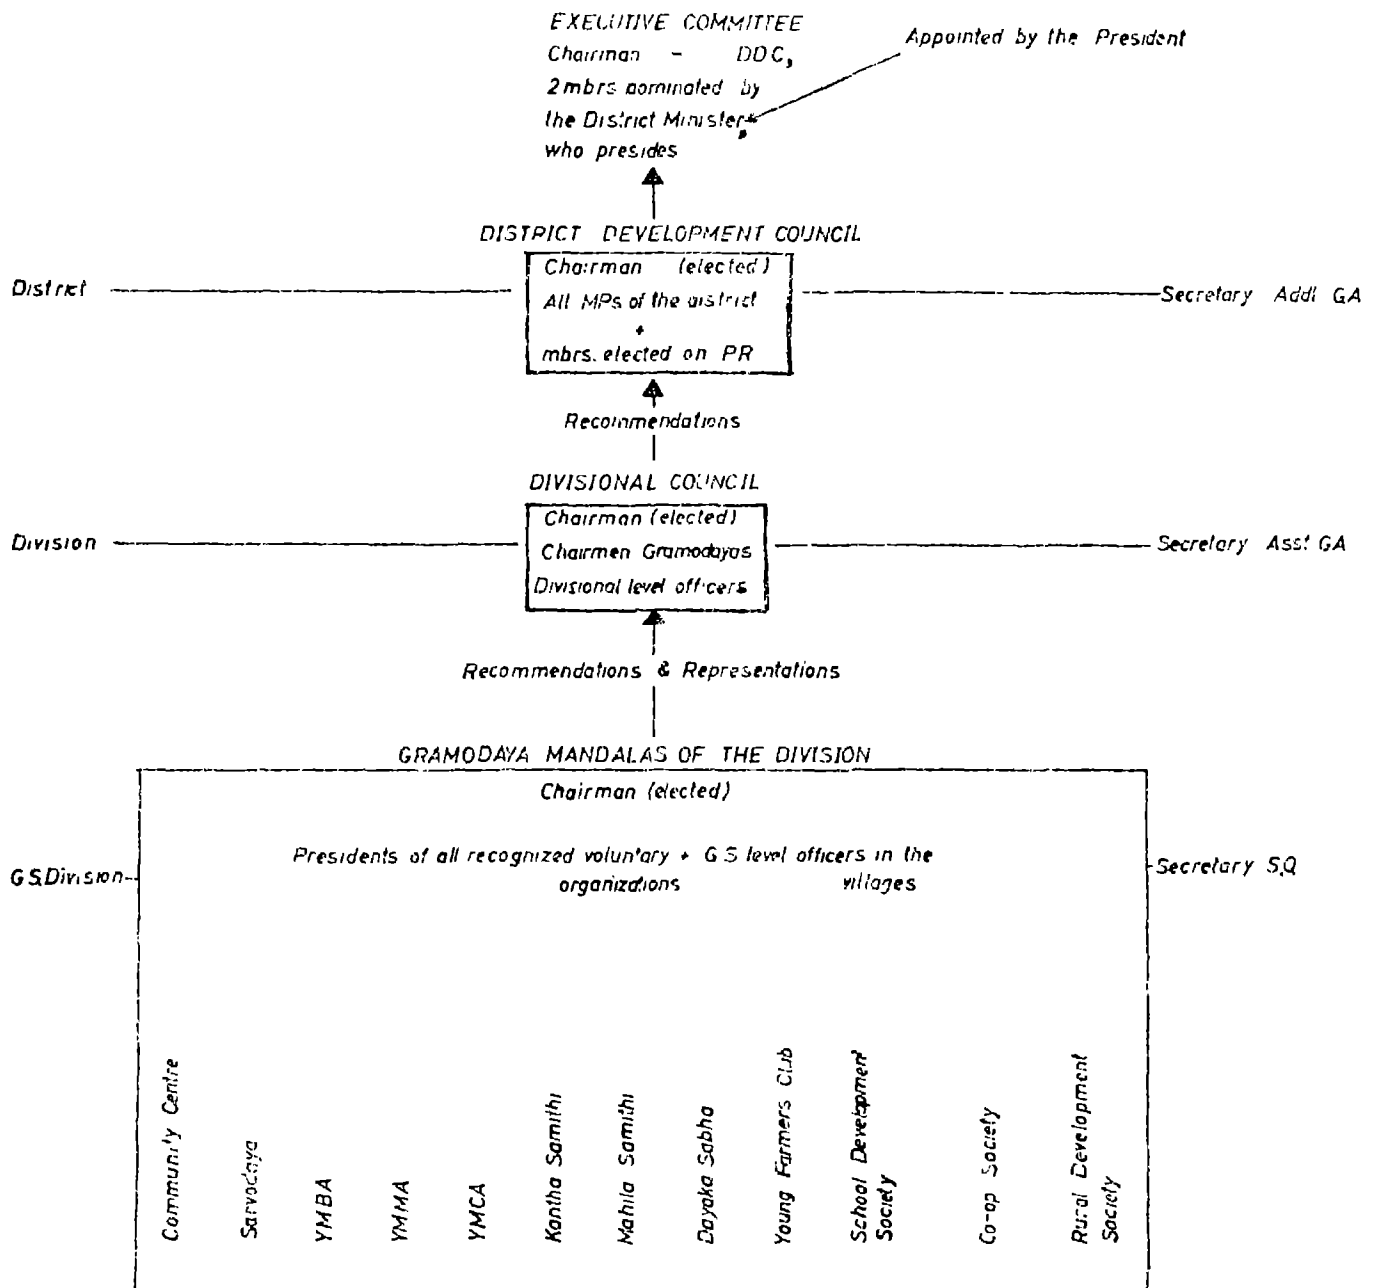 EXECUTIVE COMMITTEE
Chairman - DDC,
2 mbrs nominated by
the District Minister,*
who presides
Appointed by the President
DISTRICT DEVELOPMENT COUNCIL
District
Chairman (elected)
All MPs of the district
+
mbrs. elected on PR
Secretary Addl GA
Recommendations
DIVISIONAL COUNCIL
Division
Chairman (elected)
Chairmen Gramodayas
Divisional level officers
Secretary Asst GA
Recommendations & Representations
GRAMODAYA MANDALAS OF THE DIVISION
Chairman (elected)
Presidents of all recognized voluntary + G S level officers in the
organizations villages
G.S.Division
Secretary S.O
Community Centre
Sarvodaya
YMBA
YMMA
YMCA
Kantha Samithi
Mahila Samithi
Dayaka Sabha
Young Farmers Club
School Development
Society
Co-op Society
Rural Development
Society